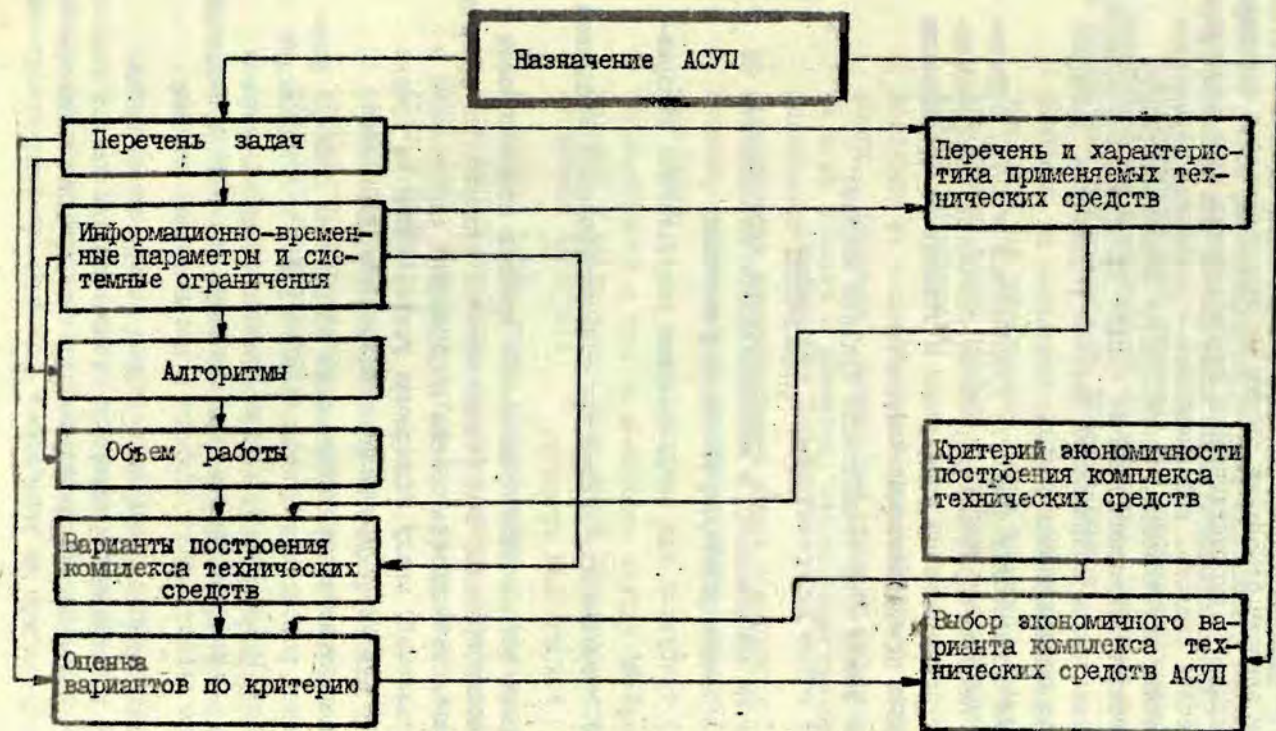 Назначение АСУП
Перечень задач
Перечень и характерис-
тика применяемых тех-
нических средств
Информационно-времен-
ные параметры и сис-
темные ограничения
Алгоритмы
Объем работы
Критерий экономичности
построения комплекса
технических средств
Варианты построения
комплекса технических
средств
Оценка
вариантов по критерию
Выбор экономичного ва-
рианта комплекса тех-
нических средств АСУП